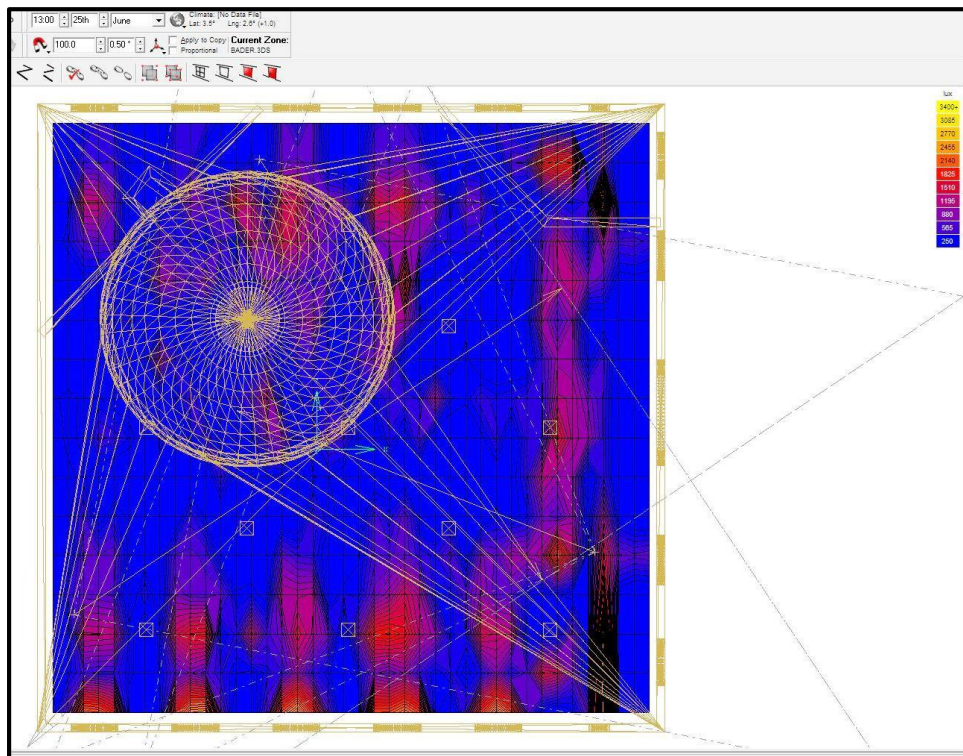 13:00 25th June Climate: [No Data File]
Lat: 3.5° Lng: 2.6° (+1.0)
100.0 0.50 ° Apply to Copy Current Zone:
Proportional BADER.3DS
lux
3400+
3085
2770
2455
2140
1825
1510
1195
880
565
250